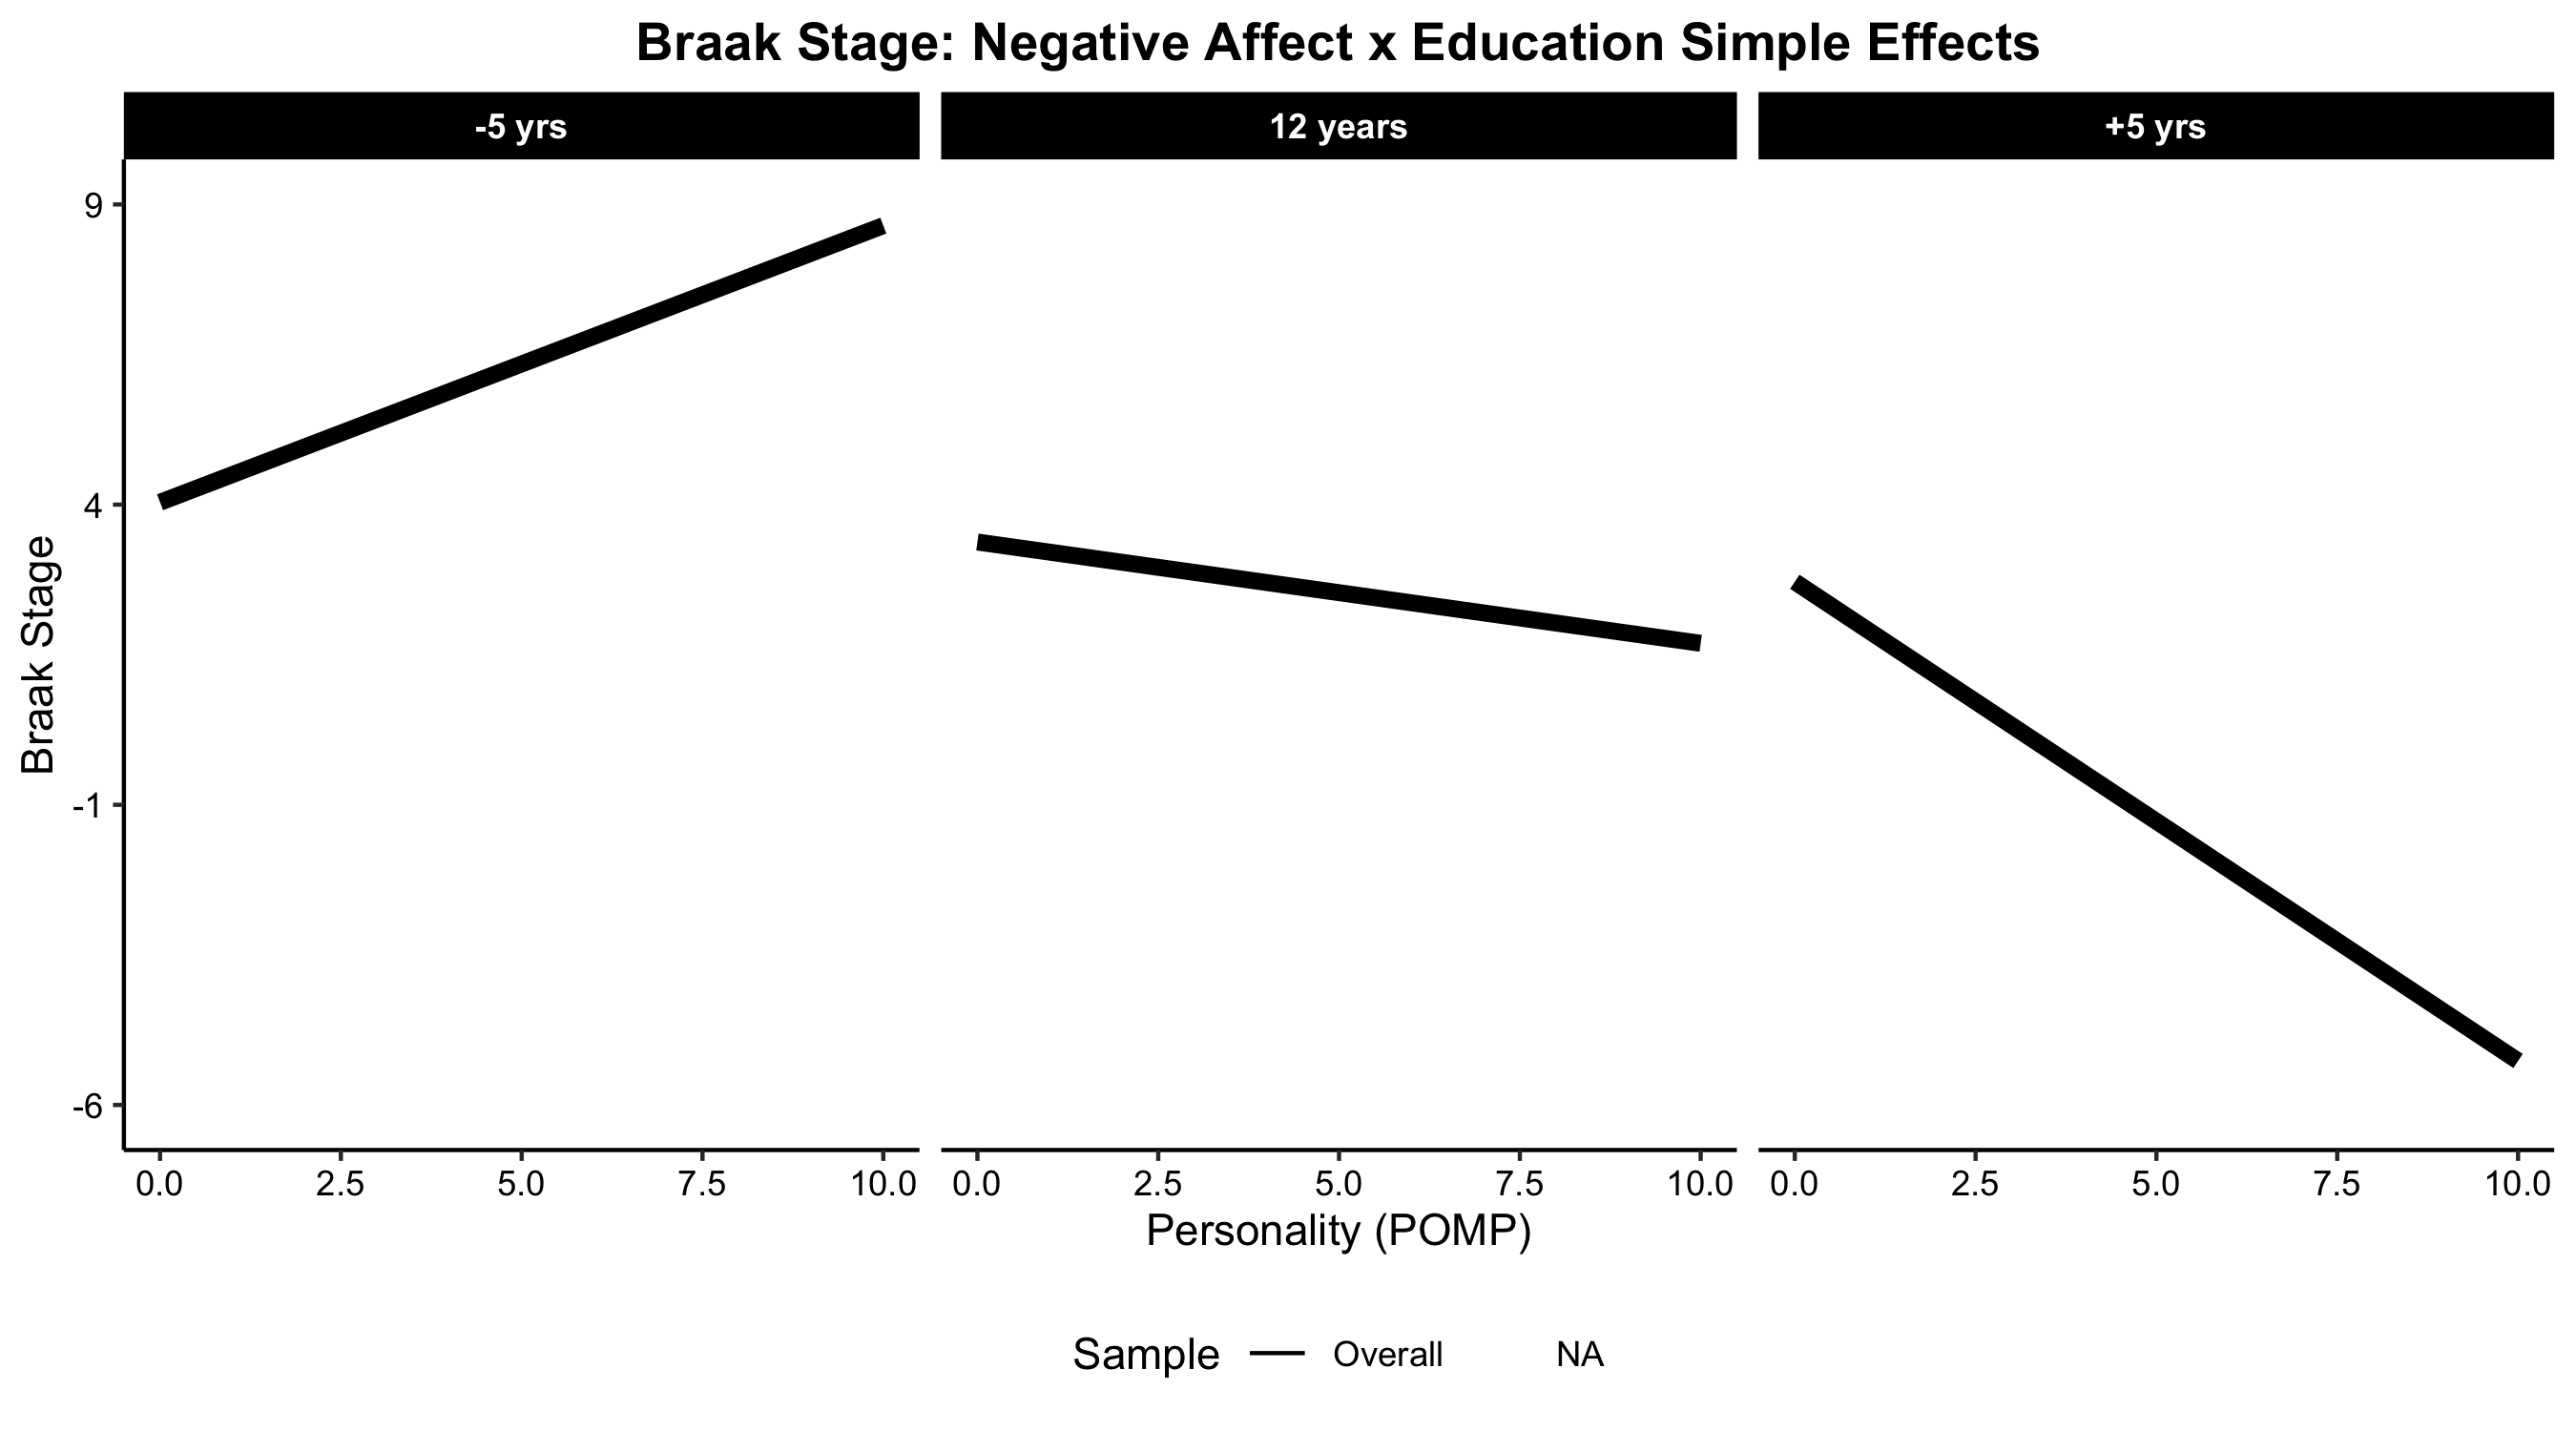 Braak Stage: Negative Affect x Education Simple Effects
-5 yrs 12 years +5 yrs
Braak Stage
9
4
-1
-6
0.0 2.5 5.0 7.5 10.0 0.0 2.5 5.0 7.5 10.0 0.0 2.5 5.0 7.5 10.0
Personality (POMP)
Sample Overall NA